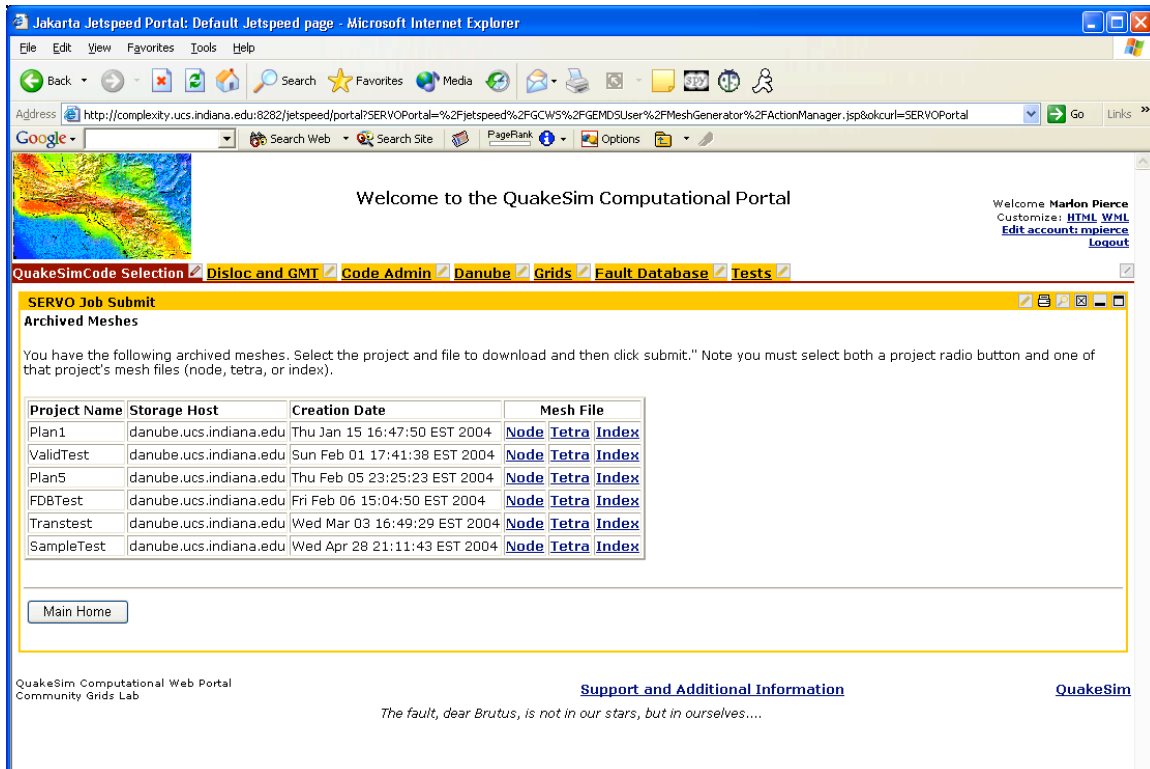 Jakarta Jetspeed Portal: Default Jetspeed page - Microsoft Internet Explorer
File Edit View Favorites Tools Help
Back Search Favorites Media SPY
Address http://complexity.ucs.indiana.edu:8282/jetspeed/portal?SERVOPortal=%2Fjetspeed%2FGCWS%2FGEMDSUser%2FMeshGenerator%2FActionManager.jsp&okcurl=SERVOPortal Go Links »
Google Search Web Search Site PageRank Options
Welcome to the QuakeSim Computational Portal
Welcome Marlon Pierce
Customize: HTML WML
Edit account: mpierce
Logout
QuakeSimCode Selection Disloc and GMT Code Admin Danube Grids Fault Database Tests
SERVO Job Submit
Archived Meshes
You have the following archived meshes. Select the project and file to download and then click submit." Note you must select both a project radio button and one of
that project's mesh files (node, tetra, or index).
Project Name Storage Host Creation Date Mesh File
Plan1 danube.ucs.indiana.edu Thu Jan 15 16:47:50 EST 2004 Node Tetra Index
ValidTest danube.ucs.indiana.edu Sun Feb 01 17:41:38 EST 2004 Node Tetra Index
Plan5 danube.ucs.indiana.edu Thu Feb 05 23:25:23 EST 2004 Node Tetra Index
FDBTest danube.ucs.indiana.edu Fri Feb 06 15:04:50 EST 2004 Node Tetra Index
Transtest danube.ucs.indiana.edu Wed Mar 03 16:49:29 EST 2004 Node Tetra Index
SampleTest danube.ucs.indiana.edu Wed Apr 28 21:11:43 EST 2004 Node Tetra Index
Main Home
QuakeSim Computational Web Portal
Community Grids Lab
Support and Additional Information
QuakeSim
The fault, dear Brutus, is not in our stars, but in ourselves....